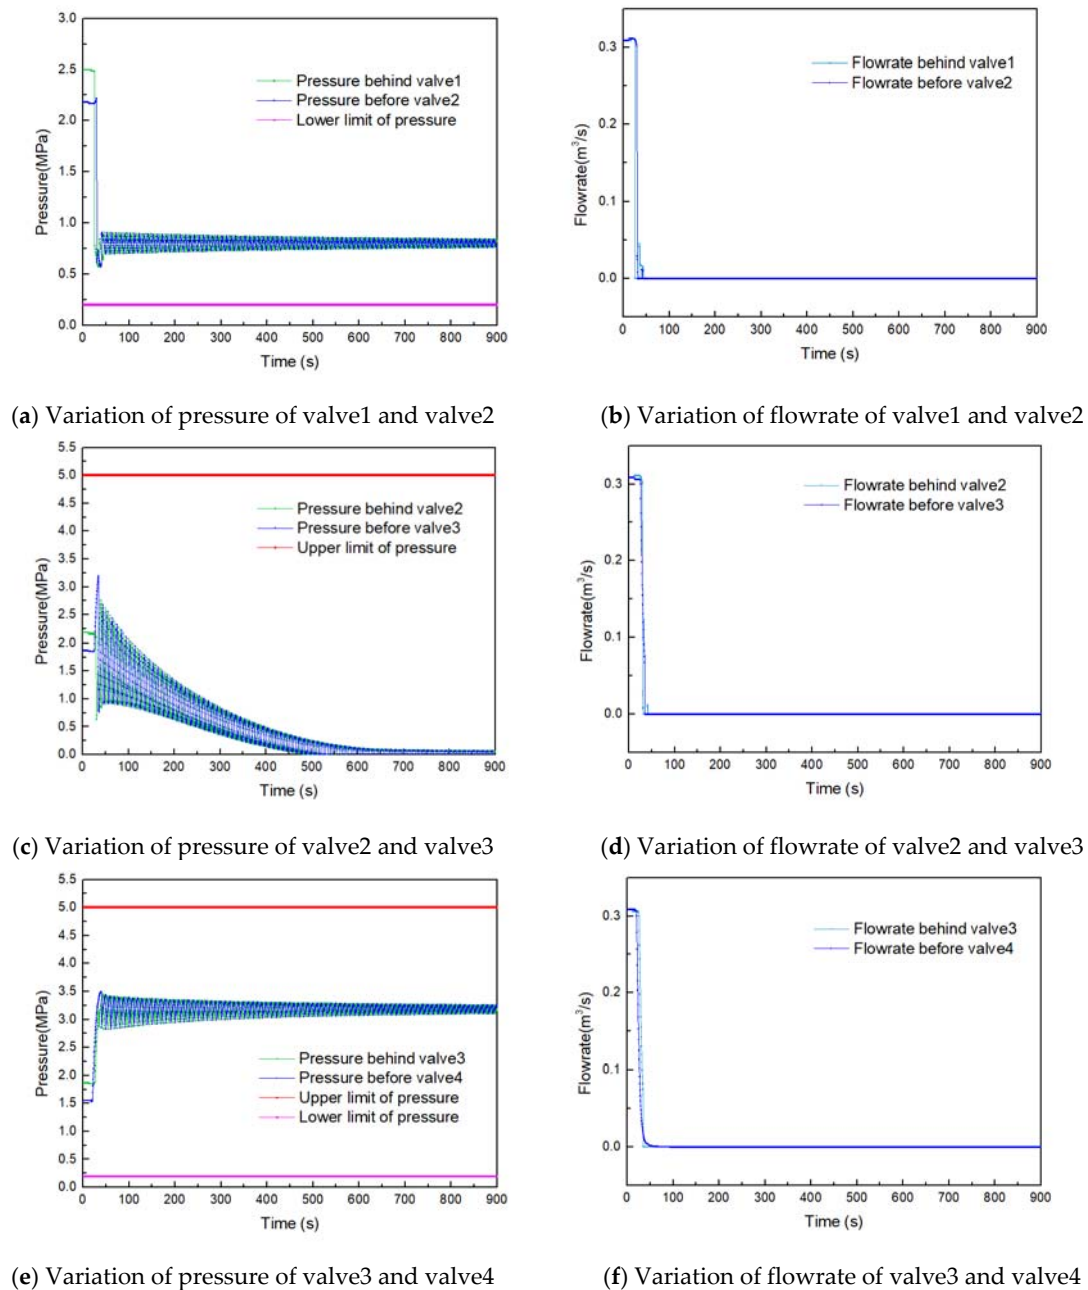 3.0
2.5
2.0
1.5
1.0
0.5
0.0
Pressure(MPa)
Pressure behind valve1
Pressure before valve2
Lower limit of pressure
0 100 200 300 400 500 600 700 800 900
Time (s)
0.3
0.2
0.1
0.0
Flowrate(m³/s)
Flowrate behind valve1
Flowrate before valve2
0 100 200 300 400 500 600 700 800 900
Time (s)
(a) Variation of pressure of valve1 and valve2
(b) Variation of flowrate of valve1 and valve2
5.5
5.0
4.5
4.0
3.5
3.0
2.5
2.0
1.5
1.0
0.5
0.0
Pressure(MPa)
Pressure behind valve2
Pressure before valve3
Upper limit of pressure
0 100 200 300 400 500 600 700 800 900
Time (s)
0.3
0.2
0.1
0.0
Flowrate(m³/s)
Flowrate behind valve2
Flowrate before valve3
0 100 200 300 400 500 600 700 800 900
Time (s)
(c) Variation of pressure of valve2 and valve3
(d) Variation of flowrate of valve2 and valve3
5.5
5.0
4.5
4.0
3.5
3.0
2.5
2.0
1.5
1.0
0.5
0.0
Pressure(MPa)
Pressure behind valve3
Pressure before valve4
Upper limit of pressure
Lower limit of pressure
0 100 200 300 400 500 600 700 800 900
Time (s)
0.3
0.2
0.1
0.0
Flowrate(m³/s)
Flowrate behind valve3
Flowrate before valve4
0 100 200 300 400 500 600 700 800 900
Time (s)
(e) Variation of pressure of valve3 and valve4
(f) Variation of flowrate of valve3 and valve4